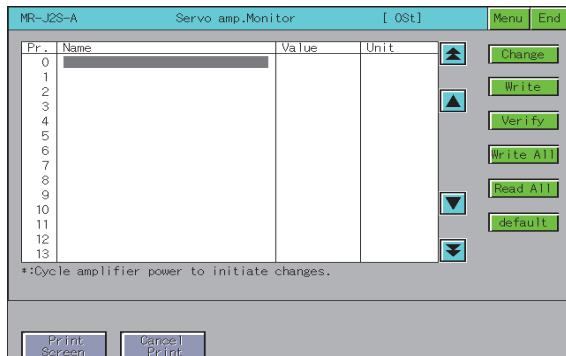 MR-J2S-A Servo amp.Monitor [ OSt] Menu End
Pr. Name Value Unit
0
1
2
3
4
5
6
7
8
9
10
11
12
13
Change
Write
Verify
Write All
Read All
default
*:Cycle amplifier power to initiate changes.
Print
Screen
Cancel
Print